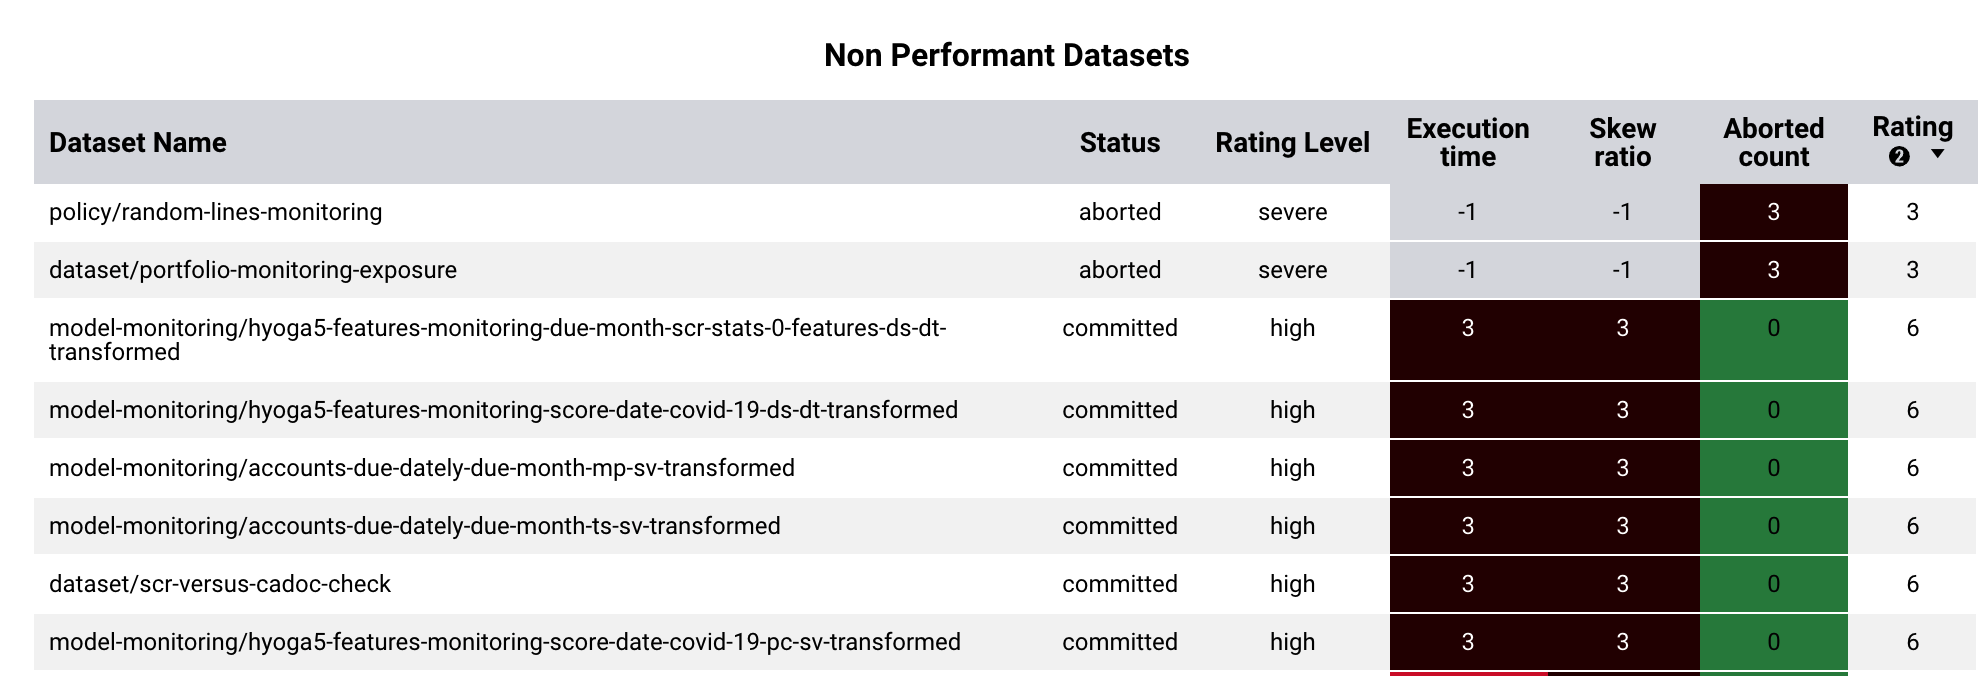 Non Performant Datasets
Dataset Name Status Rating Level Execution time Skew ratio Aborted count Rating ❷ ▼
policy/random-lines-monitoring aborted severe -1 -1 3 3
dataset/portfolio-monitoring-exposure aborted severe -1 -1 3 3
model-monitoring/hyoga5-features-monitoring-due-month-scr-stats-0-features-ds-dt- committed high 3 3 0 6
transformed
model-monitoring/hyoga5-features-monitoring-score-date-covid-19-ds-dt-transformed committed high 3 3 0 6
model-monitoring/accounts-due-dately-due-month-mp-sv-transformed committed high 3 3 0 6
model-monitoring/accounts-due-dately-due-month-ts-sv-transformed committed high 3 3 0 6
dataset/scr-versus-cadoc-check committed high 3 3 0 6
model-monitoring/hyoga5-features-monitoring-score-date-covid-19-pc-sv-transformed committed high 3 3 0 6